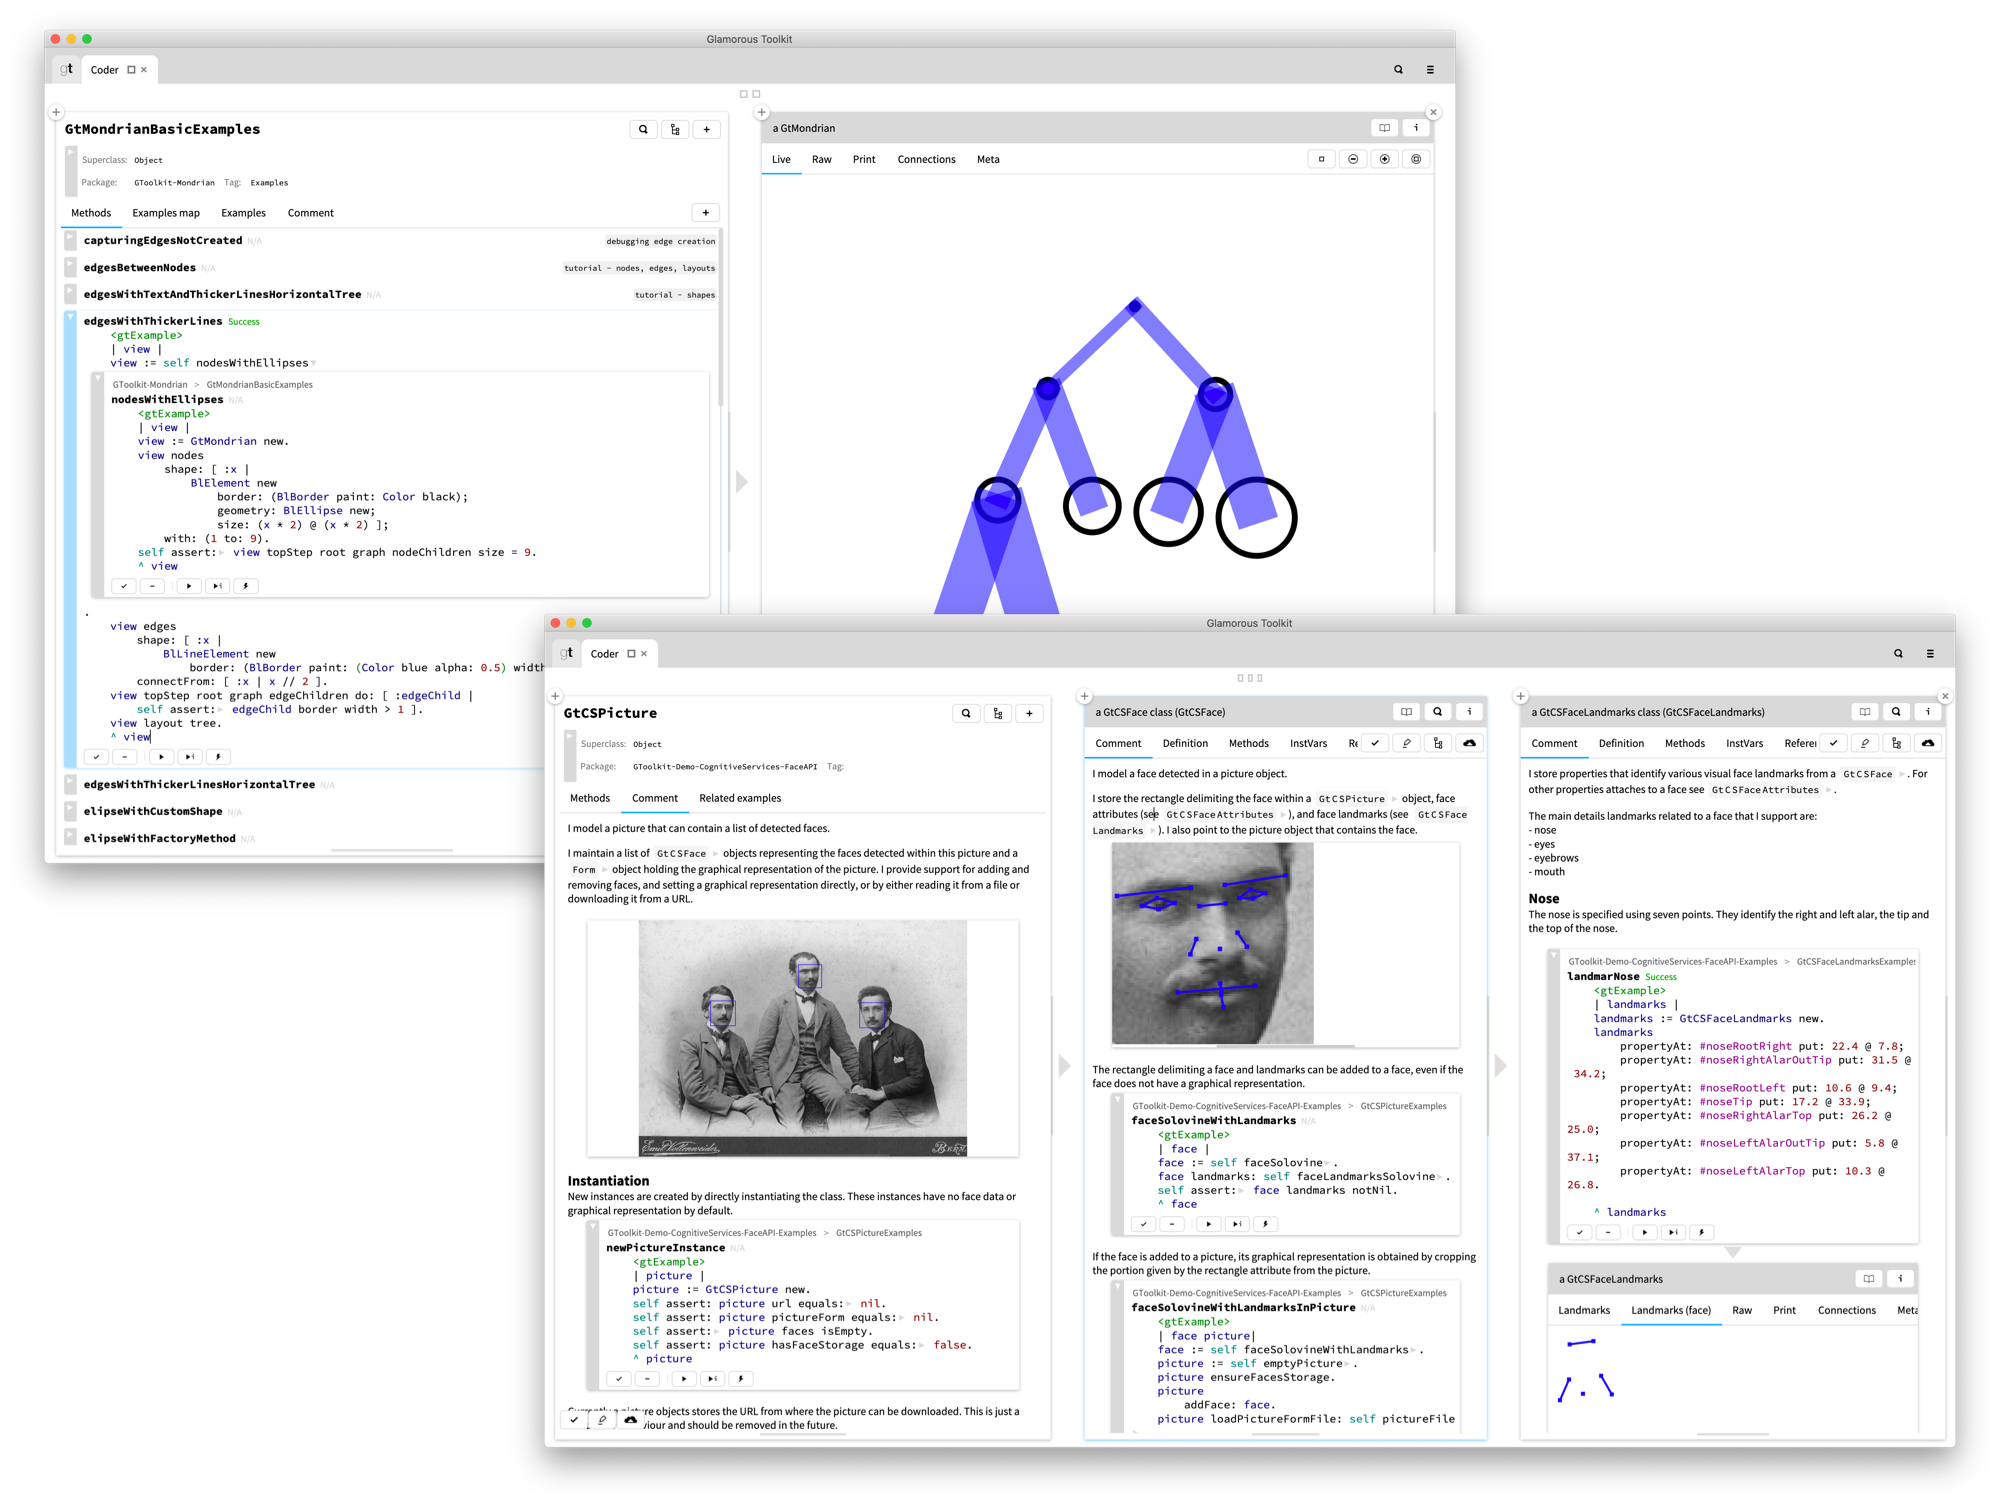 Glamorous Toolkit
gt
Coder
GtMondrianBasicExamples
Superclass: Object
Package: GToolkit-Mondrian Tag: Examples
Methods Examples map Examples Comment
capturingEdgesNotCreated N/A debugging edge creation
edgesBetweenNodes N/A tutorial - nodes, edges, layouts
edgesWithTextAndThickerLinesHorizontalTree N/A tutorial - shapes
edgesWithThickerLines Success
<gtExample>
| view |
view := self nodesWithEllipses
GToolkit-Mondrian > GtMondrianBasicExamples
nodesWithEllipses N/A
<gtExample>
| view |
view := GtMondrian new.
view nodes
shape: [ :x |
BlElement new
border: (BlBorder paint: Color black);
geometry: BlEllipse new;
size: (x * 2) @ (x * 2) ];
with: (1 to: 9).
self assert: view topStep root graph nodeChildren size = 9.
^ view
.
view edges
shape: [ :x |
BlLineElement new
border: (BlBorder paint: (Color blue alpha: 0.5) width
connectFrom: [ :x | x // 2 ].
view topStep root graph edgeChildren do: [ :edgeChild |
self assert: edgeChild border width > 1 ].
view layout tree.
^ view
edgesWithThickerLinesHorizontalTree N/A
elipseWithCustomShape N/A
elipseWithFactoryMethod N/A
a GtMondrian
i
Live Raw Print Connections Meta
Glamorous Toolkit
gt
Coder
GtCSPicture
Superclass: Object
Package: GToolkit-Demo-CognitiveServices-FaceAPI Tag:
Methods Comment Related examples
I model a picture that can contain a list of detected faces.
I maintain a list of GtCSFace objects representing the faces detected within this picture and a
Form object holding the graphical representation of the picture. I provide support for adding and
removing faces, and setting a graphical representation directly, or by either reading it from a file or
downloading it from a URL.
Emil Vollenweider
BERN.
Instantiation
New instances are created by directly instantiating the class. These instances have no face data or
graphical representation by default.
GToolkit-Demo-CognitiveServices-FaceAPI-Examples > GtCSPictureExamples
newPictureInstance N/A
<gtExample>
| picture |
picture := GtCSPicture new.
self assert: picture url equals: nil.
self assert: picture pictureForm equals: nil.
self assert: picture faces isEmpty.
self assert: picture hasFaceStorage equals: false.
^ picture
Currently a picture objects stores the URL from where the picture can be downloaded. This is just a
viour and should be removed in the future.
a GtCSFace class (GtCSFace)
i
Comment Definition Methods InstVars Re
I model a face detected in a picture object.
I store the rectangle delimiting the face within a GtCSPicture object, face
attributes (see GtCSFaceAttributes ), and face landmarks (see GtCSFace
Landmarks ). I also point to the picture object that contains the face.
The rectangle delimiting a face and landmarks can be added to a face, even if the
face does not have a graphical representation.
GToolkit-Demo-CognitiveServices-FaceAPI-Examples > GtCSPictureExamples
faceSolovineWithLandmarks N/A
<gtExample>
| face |
face := self faceSolovine .
face landmarks: self faceLandmarksSolovine .
self assert: face landmarks notNil.
^ face
If the face is added to a picture, its graphical representation is obtained by cropping
the portion given by the rectangle attribute from the picture.
GToolkit-Demo-CognitiveServices-FaceAPI-Examples > GtCSPictureExamples
faceSolovineWithLandmarksInPicture N/A
<gtExample>
| face picture|
face := self faceSolovineWithLandmarks .
picture := self emptyPicture .
picture ensureFacesStorage.
picture
addFace: face.
picture loadPictureFormFile: self pictureFile
a GtCSFaceLandmarks class (GtCSFaceLandmarks)
i
Comment Definition Methods InstVars Refere
I store properties that identify various visual face landmarks from a GtCSFace . For
other properties attaches to a face see GtCSFaceAttributes .
The main details landmarks related to a face that I support are:
- nose
- eyes
- eyebrows
- mouth
Nose
The nose is specified using seven points. They identify the right and left alar, the tip and
the top of the nose.
GToolkit-Demo-CognitiveServices-FaceAPI-Examples > GtCSFaceLandmarksExamples
landmarNose Success
<gtExample>
| landmarks |
landmarks := GtCSFaceLandmarks new.
landmarks
propertyAt: #noseRootRight put: 22.4 @ 7.8;
propertyAt: #noseRightAlarOutTip put: 31.5 @
34.2;
propertyAt: #noseRootLeft put: 10.6 @ 9.4;
propertyAt: #noseTip put: 17.2 @ 33.9;
propertyAt: #noseRightAlarTop put: 26.2 @
25.0;
propertyAt: #noseLeftAlarOutTip put: 5.8 @
37.1;
propertyAt: #noseLeftAlarTop put: 10.3 @
26.8.
^ landmarks
a GtCSFaceLandmarks
i
Landmarks Landmarks (face) Raw Print Connections Meta